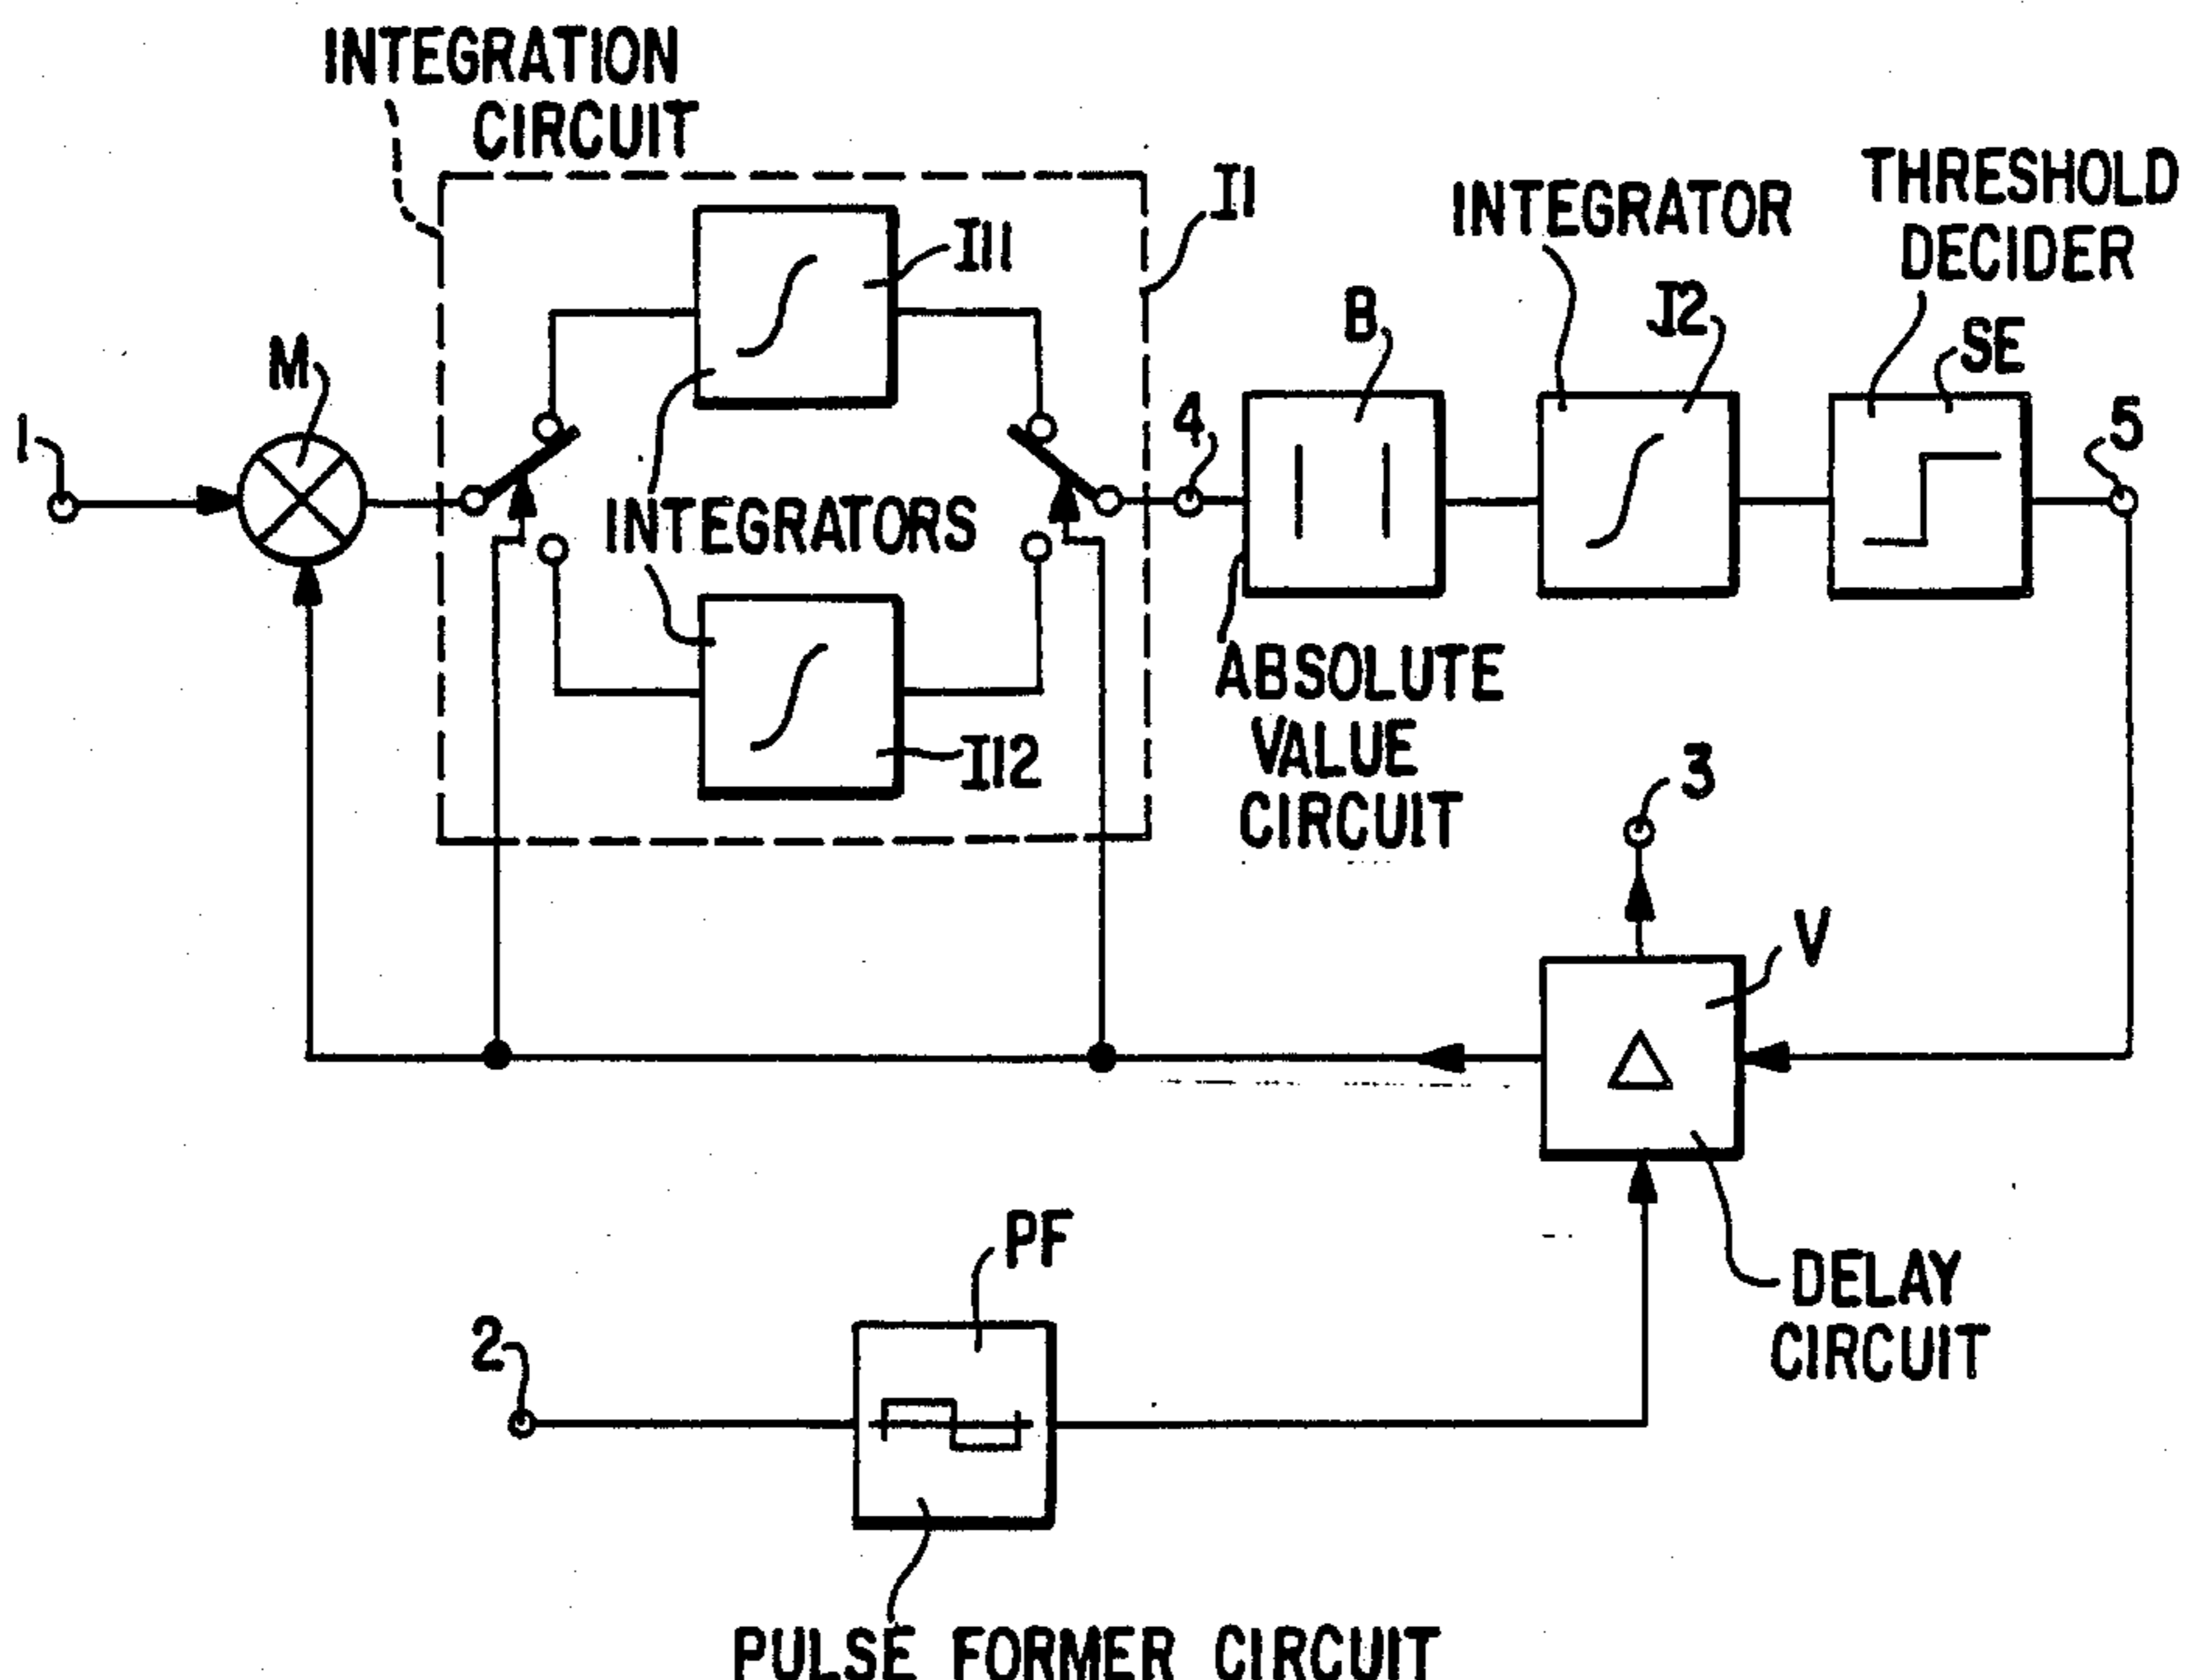 INTEGRATION
CIRCUIT
I1
I11
INTEGRATOR
THRESHOLD
DECIDER
M
B
I2
SE
1
4
5
INTEGRATORS
I12
ABSOLUTE
VALUE
CIRCUIT
3
V
PF
DELAY
CIRCUIT
2
PULSE FORMER CIRCUIT